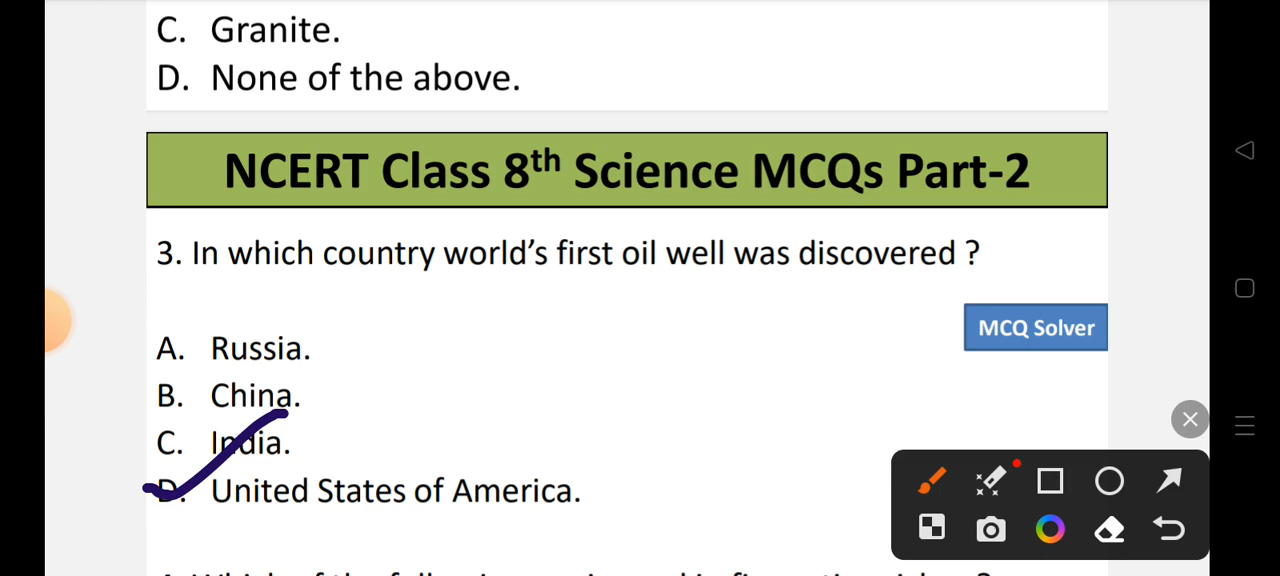 C. Granite.
D. None of the above.
NCERT Class 8th Science MCQs Part-2
3. In which country world's first oil well was discovered ?
MCQ Solver
A. Russia.
B. China.
C. India.
D. United States of America.